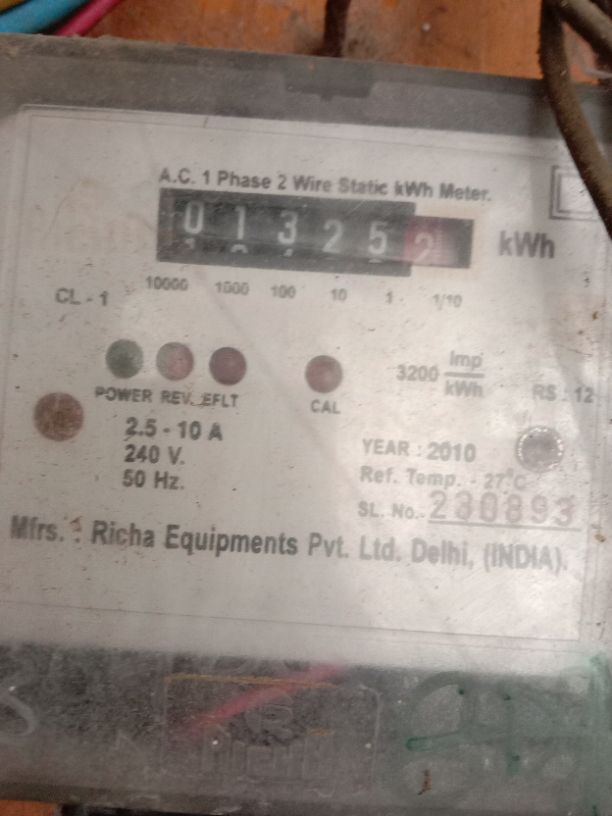 A.C. 1 Phase 2 Wire Static kWh Meter.
013252 kWh
10000 1000 100 10 1 1/10
CL - 1
POWER REV. EFLT CAL
3200 Imp/kWh
RS : 12
2.5 - 10 A
240 V.
50 Hz.
YEAR : 2010
Ref. Temp. - 27°C
SL. No.- 280893
Mfrs. : Richa Equipments Pvt. Ltd. Delhi, (INDIA).